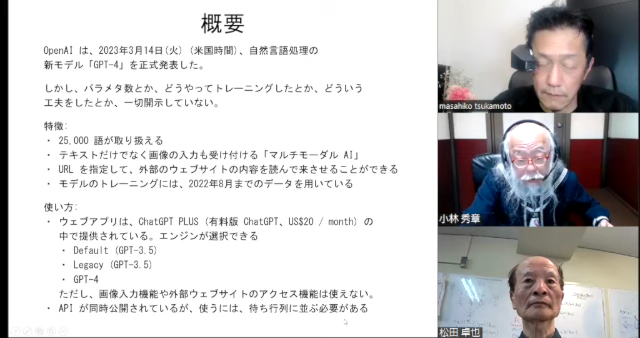 概要
OpenAI は、2023年3月14日(火) (米国時間)、自然言語処理の
新モデル「GPT-4」を正式発表した。
しかし、パラメタ数とか、どうやってトレーニングしたとか、どういう
工夫をしたとか、一切開示していない。
特徴:
・ 25,000 語が取り扱える
・ テキストだけでなく画像の入力も受け付ける「マルチモーダル AI」
・ URL を指定して、外部のウェブサイトの内容を読んで来させることができる
・ モデルのトレーニングには、2022年8月までのデータを用いている
使い方:
・ ウェブアプリは、ChatGPT PLUS (有料版 ChatGPT、US$20 / month) の
中で提供されている。エンジンが選択できる
・ Default (GPT-3.5)
・ Legacy (GPT-3.5)
・ GPT-4
ただし、画像入力機能や外部ウェブサイトのアクセス機能は使えない。
・ API が同時公開されているが、使うには、待ち行列に並ぶ必要がある
masahiko tsukamoto
小林 秀章
松田 卓也